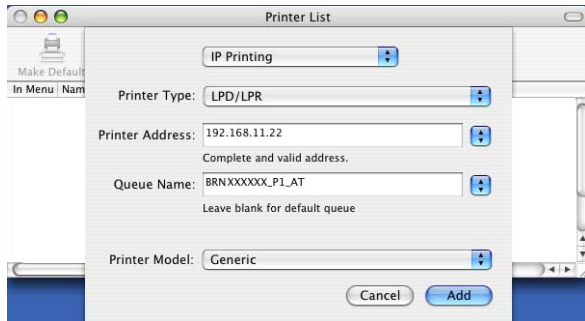 Printer List
IP Printing
Make Default
In Menu Nam
Printer Type: LPD/LPR
Printer Address: 192.168.11.22
Complete and valid address.
Queue Name: BRNXXXXXX_P1_AT
Leave blank for default queue
Printer Model: Generic
Cancel Add